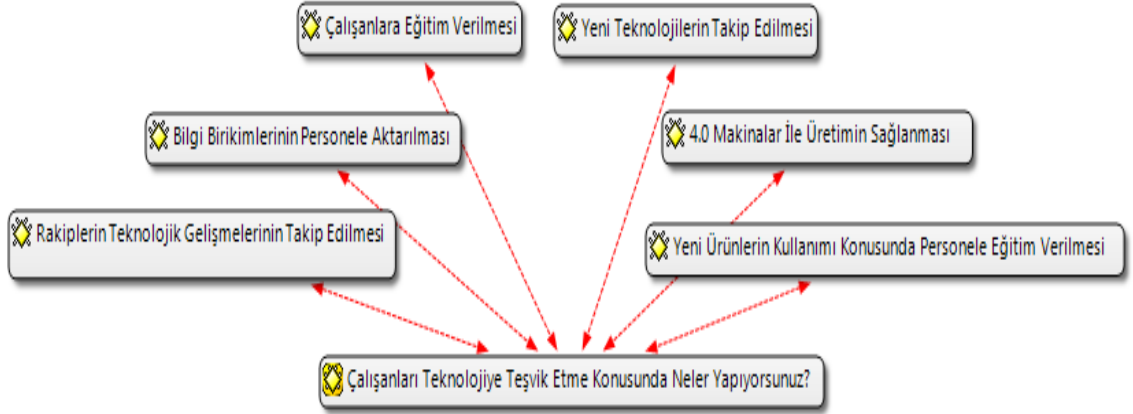 Çalışanlara Eğitim Verilmesi
Yeni Teknolojilerin Takip Edilmesi
Bilgi Birikimlerinin Personele Aktarılması
4.0 Makinalar İle Üretimin Sağlanması
Rakiplerin Teknolojik Gelişmelerinin Takip Edilmesi
Yeni Ürünlerin Kullanımı Konusunda Personele Eğitim Verilmesi
Çalışanları Teknolojiye Teşvik Etme Konusunda Neler Yapıyorsunuz?